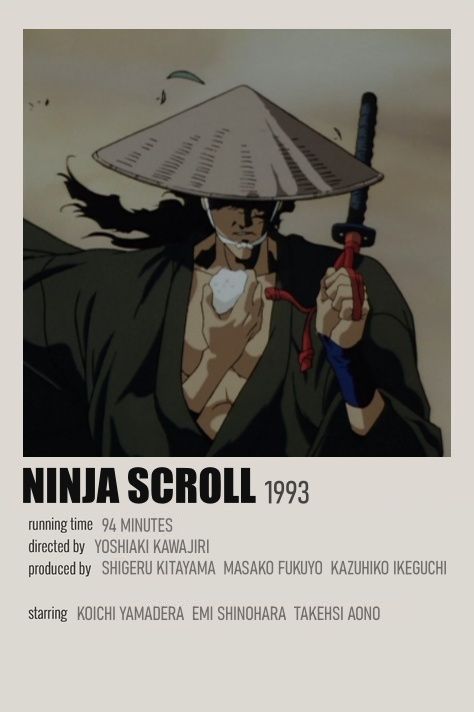 NINJA SCROLL 1993
running time 94 MINUTES
directed by YOSHIAKI KAWAJIRI
produced by SHIGERU KITAYAMA MASAKO FUKUYO KAZUHIKO IKEGUCHI
starring KOICHI YAMADERA EMI SHINOHARA TAKEHSI AONO